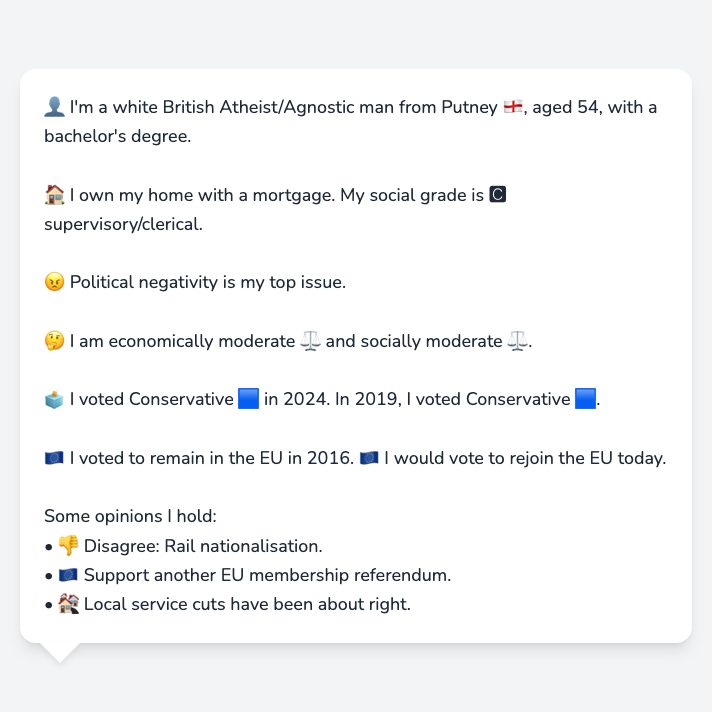 👤 I'm a white British Atheist/Agnostic man from Putney 🏴󠁧󠁢󠁥󠁮󠁧󠁿, aged 54, with a
bachelor's degree.
🏠 I own my home with a mortgage. My social grade is 🅲
supervisory/clerical.
😠 Political negativity is my top issue.
🤔 I am economically moderate ⚖️ and socially moderate ⚖️.
🗳️ I voted Conservative 🟦 in 2024. In 2019, I voted Conservative 🟦.
🇪🇺 I voted to remain in the EU in 2016. 🇪🇺 I would vote to rejoin the EU today.
Some opinions I hold:
• 👎 Disagree: Rail nationalisation.
• 🇪🇺 Support another EU membership referendum.
• 🏘️ Local service cuts have been about right.